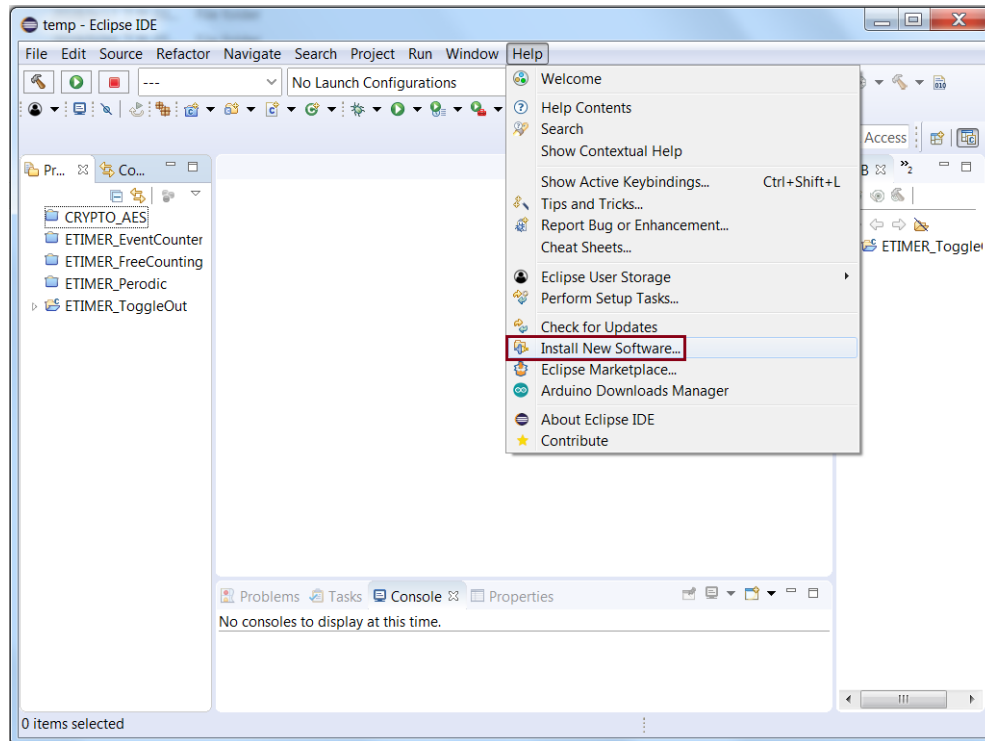 temp - Eclipse IDE
File Edit Source Refactor Navigate Search Project Run Window Help
--- No Launch Configurations
Welcome
Help Contents
Search
Show Contextual Help
Show Active Keybindings... Ctrl+Shift+L
Tips and Tricks...
Report Bug or Enhancement...
Cheat Sheets...
Eclipse User Storage
Perform Setup Tasks...
Check for Updates
Install New Software...
Eclipse Marketplace...
Arduino Downloads Manager
About Eclipse IDE
Contribute
010
Access
Pr... Co...
B »2
CRYPTO_AES
ETIMER_EventCounter
ETIMER_FreeCounting
ETIMER_Perodic
ETIMER_ToggleOut
ETIMER_Toggle
Problems Tasks Console Properties
No consoles to display at this time.
0 items selected